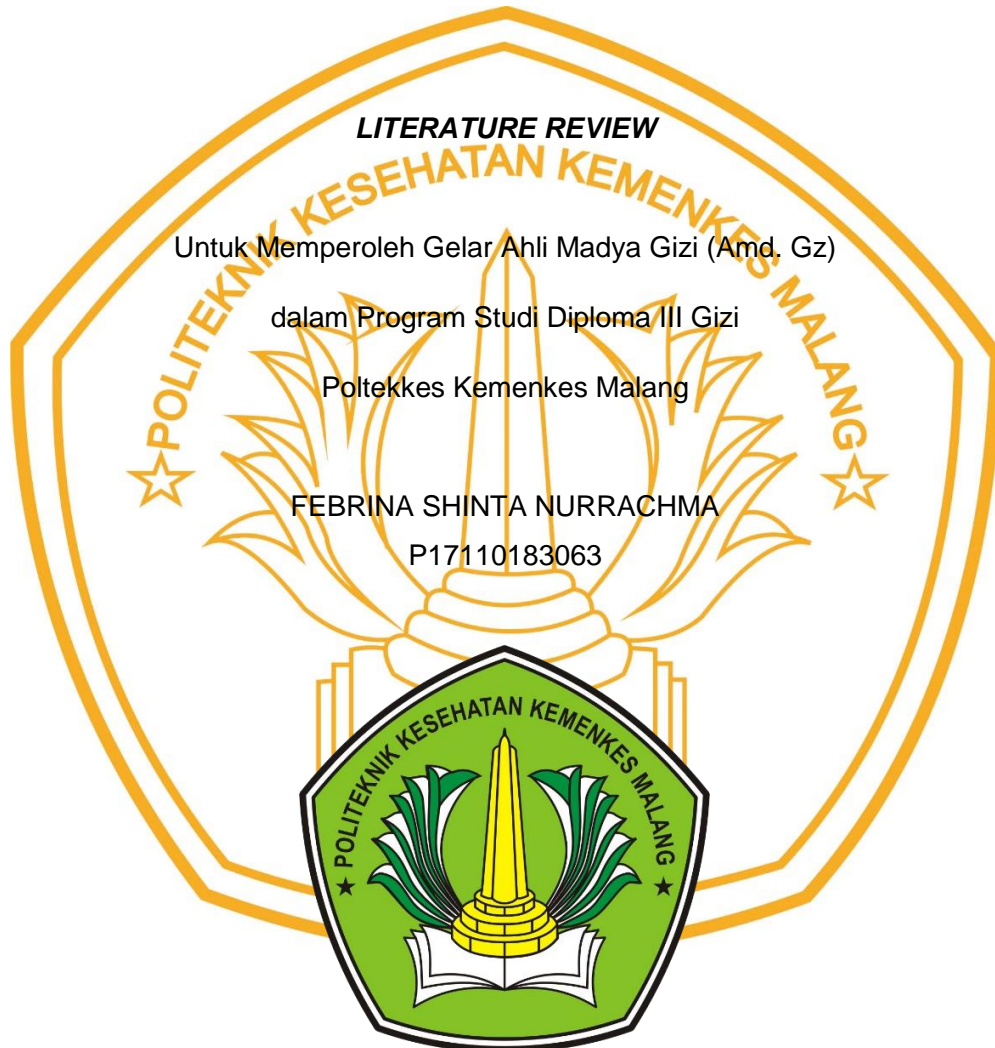 LITERATURE REVIEW
POLITEKNIK KESEHATAN KEMENKES MALANG
Untuk Memperoleh Gelar Ahli Madya Gizi (Amd. Gz)
dalam Program Studi Diploma III Gizi
Poltekkes Kemenkes Malang
FEBRINA SHINTA NURRACHMA
P17110183063
POLITEKNIK KESEHATAN KEMENKES MALANG